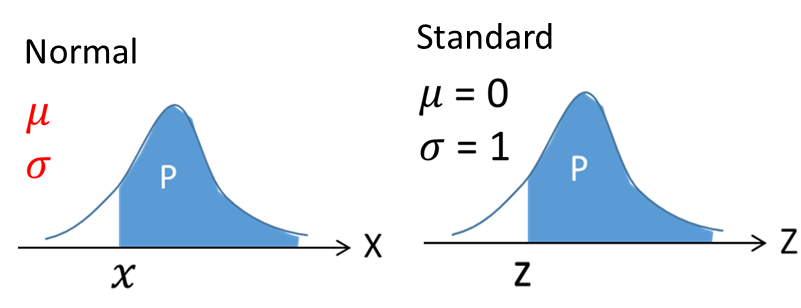 Normal
μ
σ
P
X
x
Standard
μ = 0
σ = 1
P
Z
z